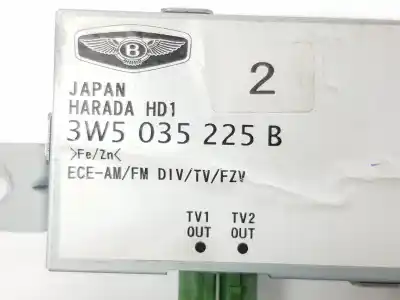 B
2
JAPAN
HARADA HD1
3W5 035 225 B
>Fe/Zn<
ECE-AM/FM DIV/TV/FZV
TV1 TV2
OUT OUT